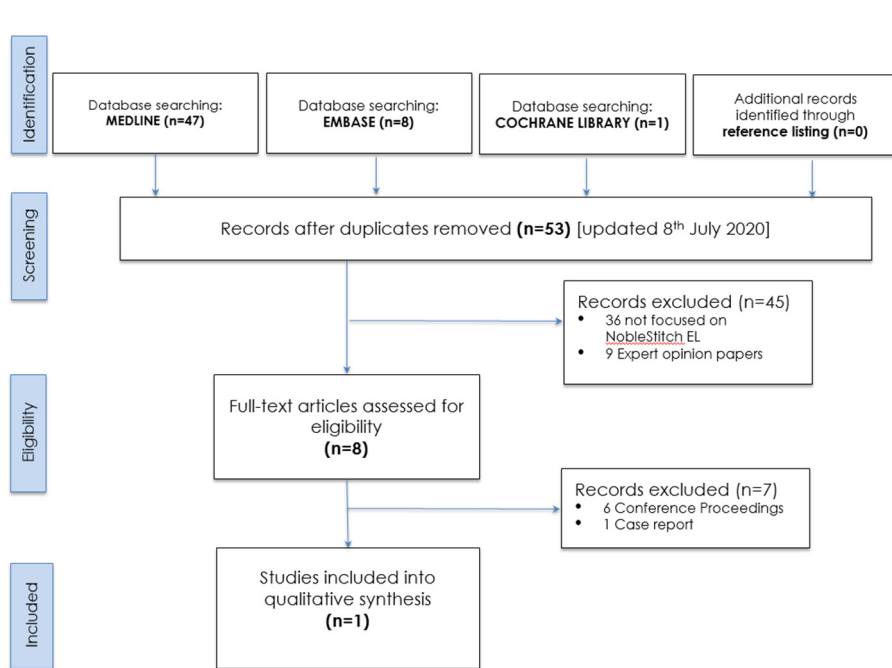 Identification
Database searching:
MEDLINE (n=47)
Database searching:
EMBASE (n=8)
Database searching:
COCHRANE LIBRARY (n=1)
Additional records
identified through
reference listing (n=0)
Screening
Records after duplicates removed (n=53) [updated 8th July 2020]
Records excluded (n=45)
• 36 not focused on
NobleStitch EL
• 9 Expert opinion papers
Eligibility
Full-text articles assessed for
eligibility
(n=8)
Records excluded (n=7)
• 6 Conference Proceedings
• 1 Case report
Included
Studies included into
qualitative synthesis
(n=1)